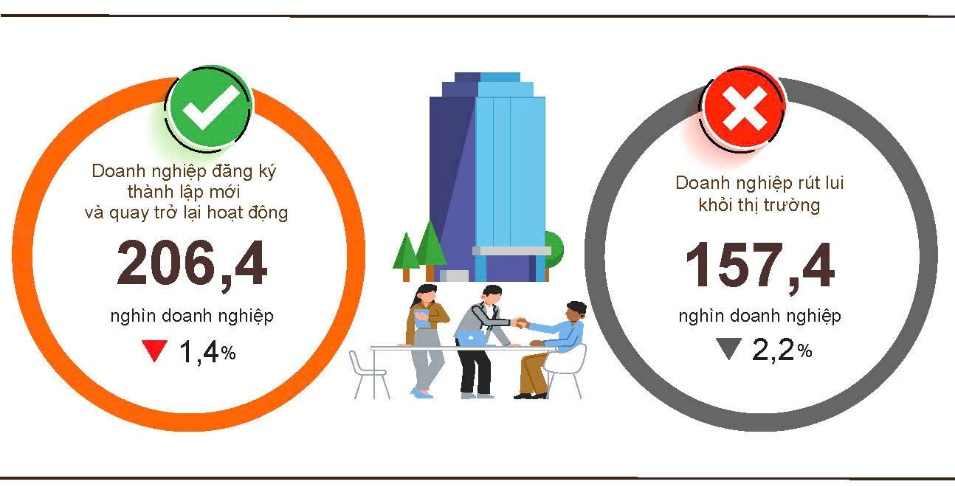 Doanh nghiệp đăng ký
thành lập mới
và quay trở lại hoạt động
206,4
nghìn doanh nghiệp
▼ 1,4%
Doanh nghiệp rút lui
khỏi thị trường
157,4
nghìn doanh nghiệp
▼ 2,2%